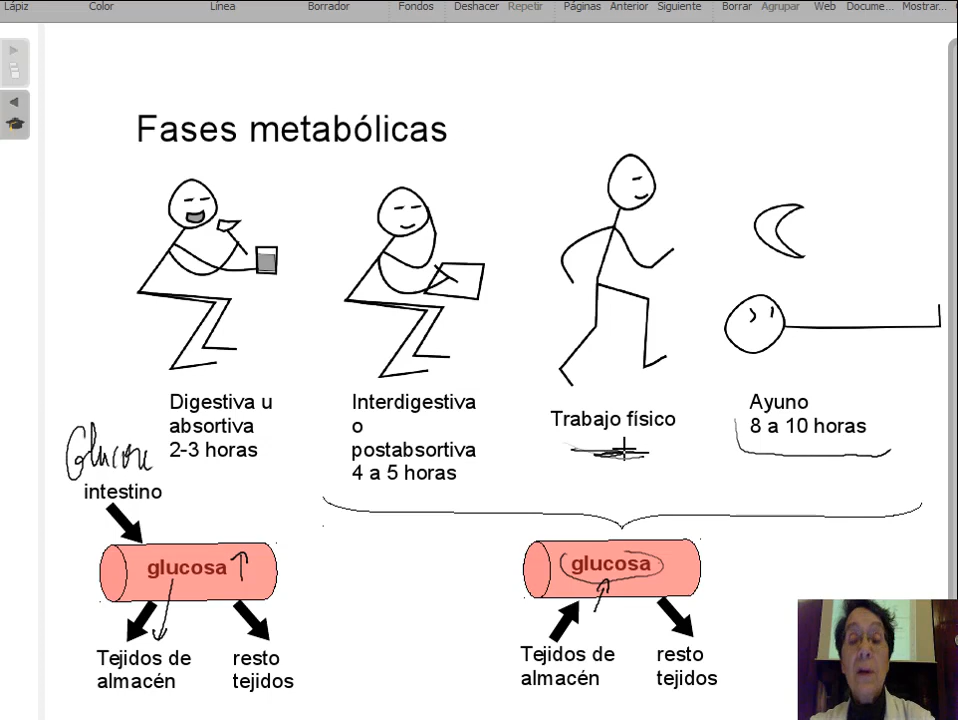 Lápiz Color Línea Borrador Fondos Deshacer Repetir Páginas Anterior Siguiente Borrar Agrupar Web Docume... Mostrar...
Fases metabólicas
Digestiva u
absortiva
2-3 horas
Interdigestiva
o
postabsortiva
4 a 5 horas
Trabajo físico
Ayuno
8 a 10 horas
intestino
glucosa
Tejidos de
almacén
resto
tejidos
glucosa
Tejidos de
almacén
resto
tejidos